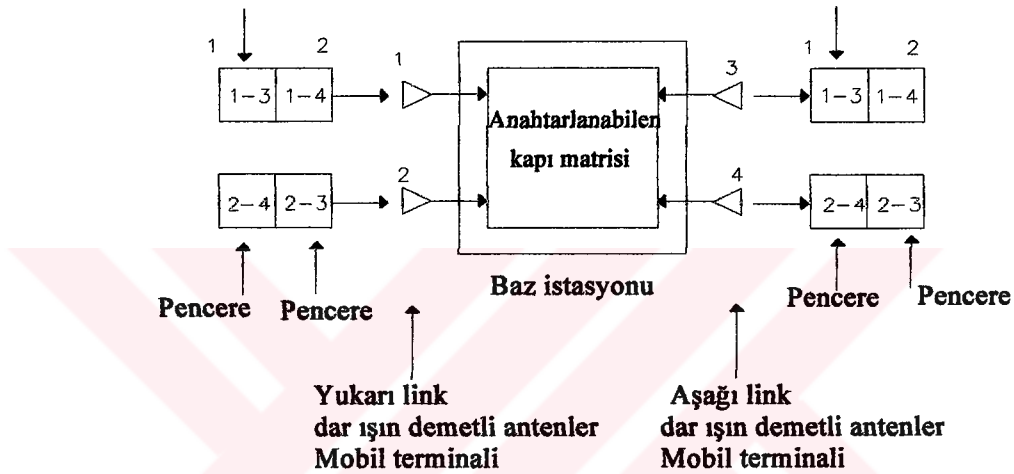 1 2 1 3 1 2
1-3 1-4 1-3 1-4
Anahtarlanabilen
kapı matrisi
2 4
2-4 2-3 2-4 2-3
Baz istasyonu
Pencere Pencere Pencere Pencere
Yukarı link
dar ışın demetli antenler
Mobil terminali
Aşağı link
dar ışın demetli antenler
Mobil terminali